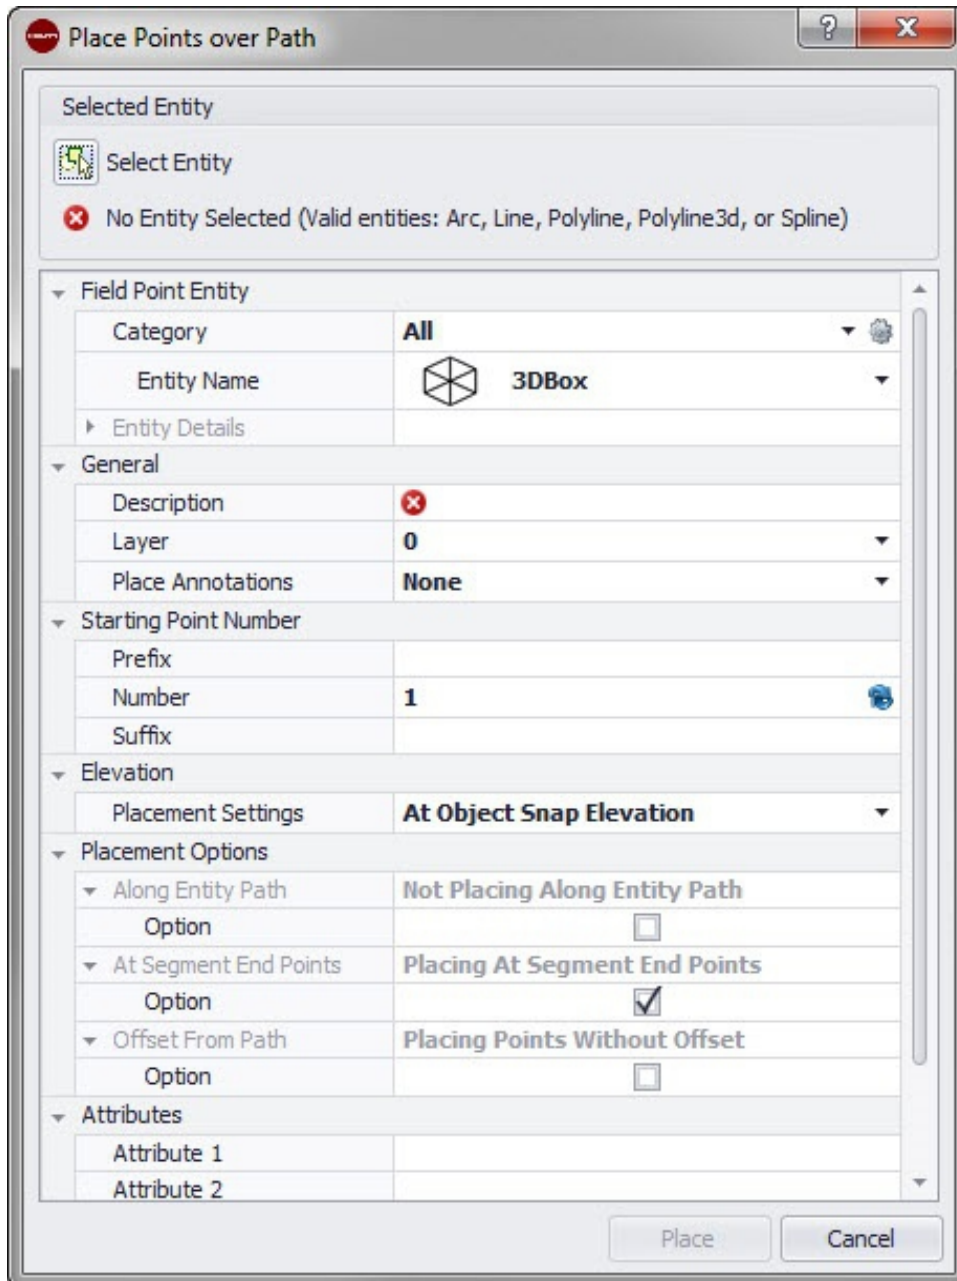 Place Points over Path
Selected Entity
Select Entity
No Entity Selected (Valid entities: Arc, Line, Polyline, Polyline3d, or Spline)
Field Point Entity
Category All
Entity Name 3DBox
Entity Details
General
Description
Layer 0
Place Annotations None
Starting Point Number
Prefix
Number 1
Suffix
Elevation
Placement Settings At Object Snap Elevation
Placement Options
Along Entity Path Not Placing Along Entity Path
Option
At Segment End Points Placing At Segment End Points
Option
Offset From Path Placing Points Without Offset
Option
Attributes
Attribute 1
Attribute 2
Place Cancel